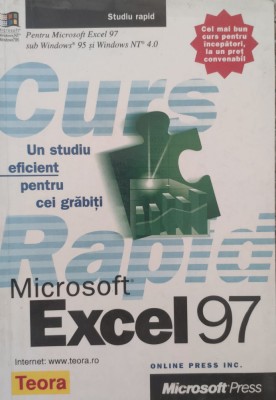 Studiu rapid
Pentru Microsoft Excel 97
sub Windows® 95 și Windows NT® 4.0
Cel mai bun
curs pentru
începători,
la un preț
convenabil
Curs
Un studiu
eficient
pentru
cei grăbiți
Rapid
Microsoft®
Excel 97
Internet: www.teora.ro
ONLINE PRESS INC.
Teora
Microsoft Press